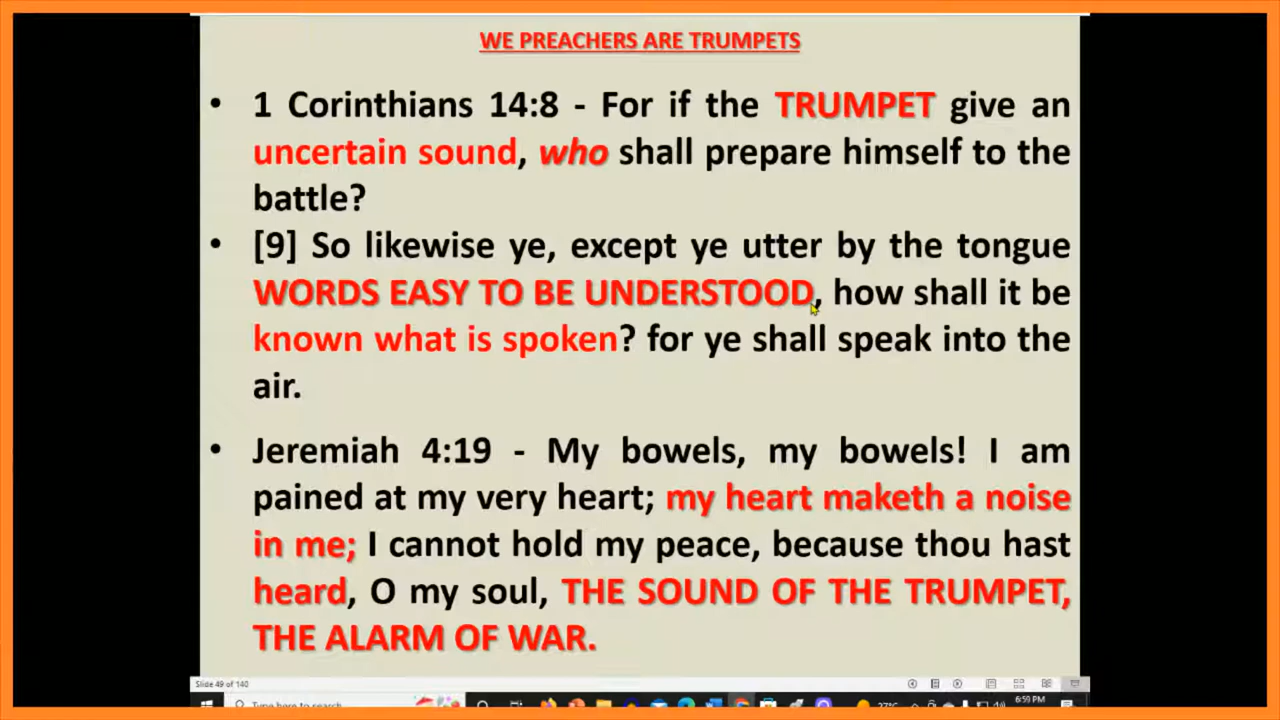 WE PREACHERS ARE TRUMPETS
• 1 Corinthians 14:8 - For if the TRUMPET give an
uncertain sound, who shall prepare himself to the
battle?
• [9] So likewise ye, except ye utter by the tongue
WORDS EASY TO BE UNDERSTOOD, how shall it be
known what is spoken? for ye shall speak into the
air.
• Jeremiah 4:19 - My bowels, my bowels! I am
pained at my very heart; my heart maketh a noise
in me; I cannot hold my peace, because thou hast
heard, O my soul, THE SOUND OF THE TRUMPET,
THE ALARM OF WAR.
Slide 49 of 140
Type here to search
27°C
6:59 PM